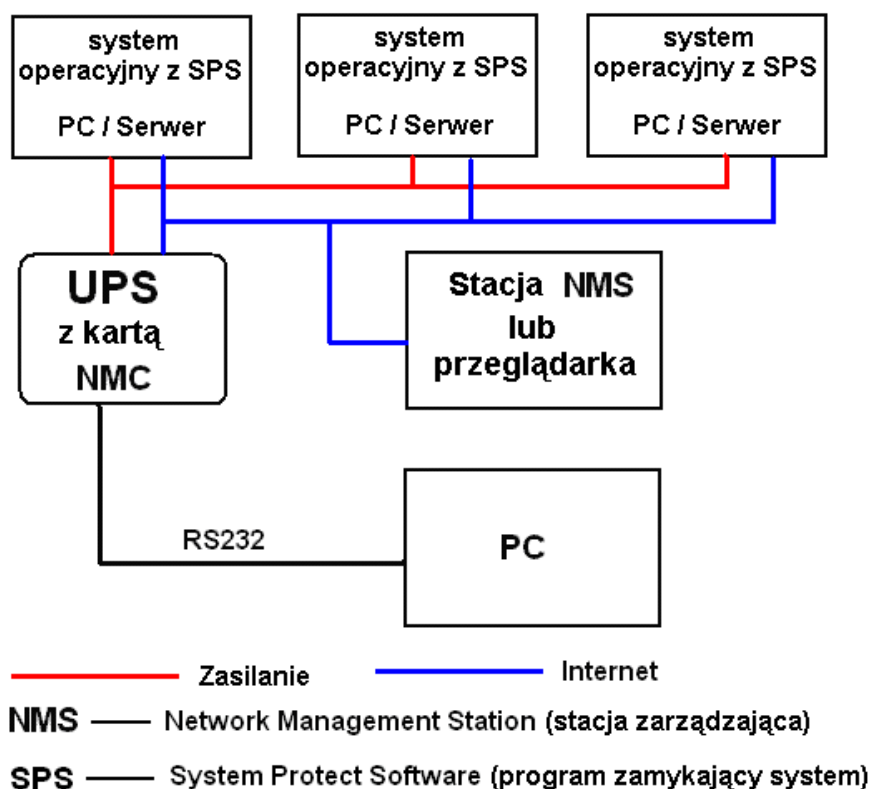 system
operacyjny z SPS
PC / Serwer
system
operacyjny z SPS
PC / Serwer
system
operacyjny z SPS
PC / Serwer
UPS
z kartą
NMC
Stacja NMS
lub
przeglądarka
RS232
PC
Zasilanie
Internet
NMS — Network Management Station (stacja zarządzająca)
SPS — System Protect Software (program zamykający system)